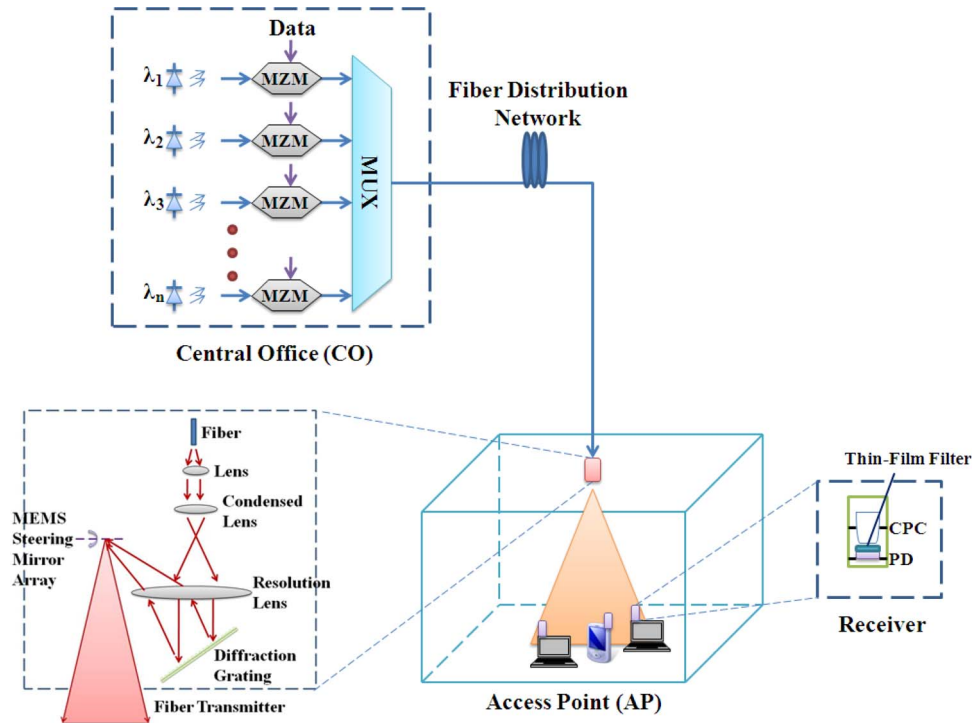 Data
λ1
MZM
λ2
MZM
λ3
MZM
λn
MZM
MUX
Central Office (CO)
Fiber Distribution
Network
Fiber
Lens
Condensed
Lens
MEMS
Steering
Mirror
Array
Resolution
Lens
Diffraction
Grating
Fiber Transmitter
Access Point (AP)
Thin-Film Filter
CPC
PD
Receiver